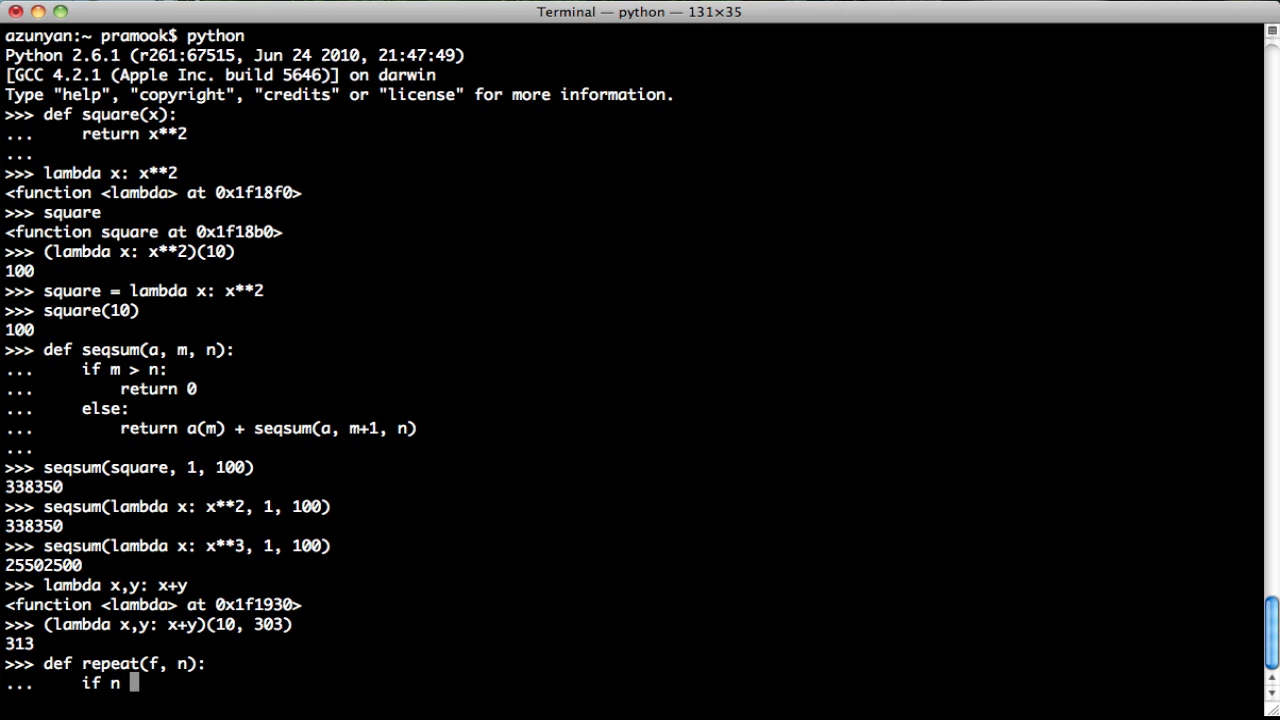 Terminal — python — 131×35
azunyan:~ pramook$ python
Python 2.6.1 (r261:67515, Jun 24 2010, 21:47:49)
[GCC 4.2.1 (Apple Inc. build 5646)] on darwin
Type "help", "copyright", "credits" or "license" for more information.
>>> def square(x):
...     return x**2
...
>>> lambda x: x**2
<function <lambda> at 0x1f18f0>
>>> square
<function square at 0x1f18b0>
>>> (lambda x: x**2)(10)
100
>>> square = lambda x: x**2
>>> square(10)
100
>>> def seqsum(a, m, n):
...     if m > n:
...         return 0
...     else:
...         return a(m) + seqsum(a, m+1, n)
...
>>> seqsum(square, 1, 100)
338350
>>> seqsum(lambda x: x**2, 1, 100)
338350
>>> seqsum(lambda x: x**3, 1, 100)
25502500
>>> lambda x,y: x+y
<function <lambda> at 0x1f1930>
>>> (lambda x,y: x+y)(10, 303)
313
>>> def repeat(f, n):
...     if n